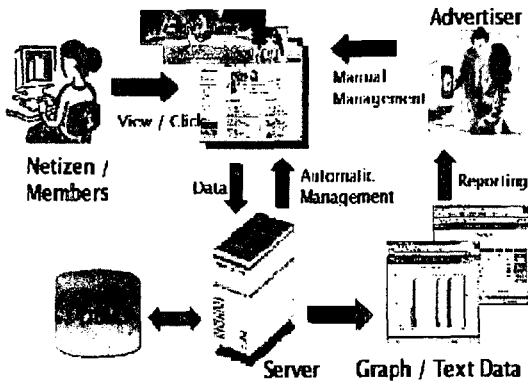 Advertiser
Manual
Management
View / Click
Netizen /
Members
Data
Automatic
Management
Reporting
Server
Graph / Text Data